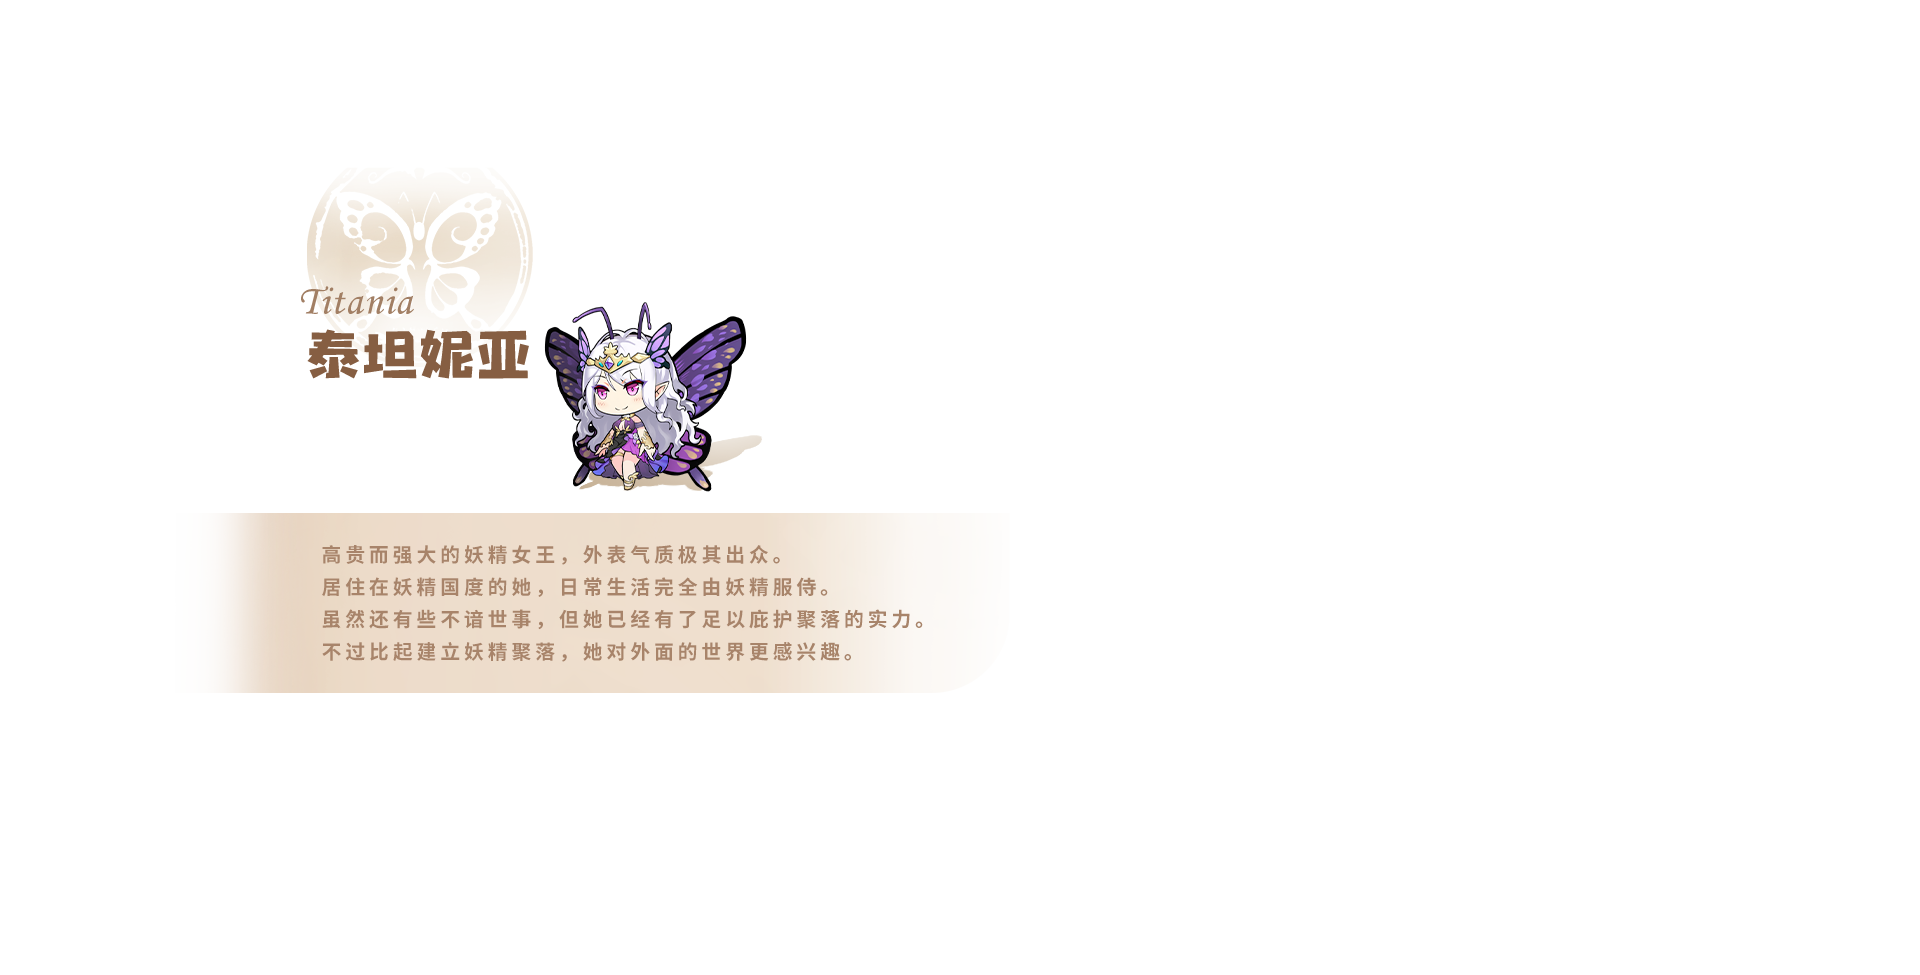 Titania
泰坦妮亚
高贵而强大的妖精女王，外表气质极其出众。
居住在妖精国度的她，日常生活完全由妖精服侍。
虽然还有些不谙世事，但她已经有了足以庇护聚落的实力。
不过比起建立妖精聚落，她对外面的世界更感兴趣。